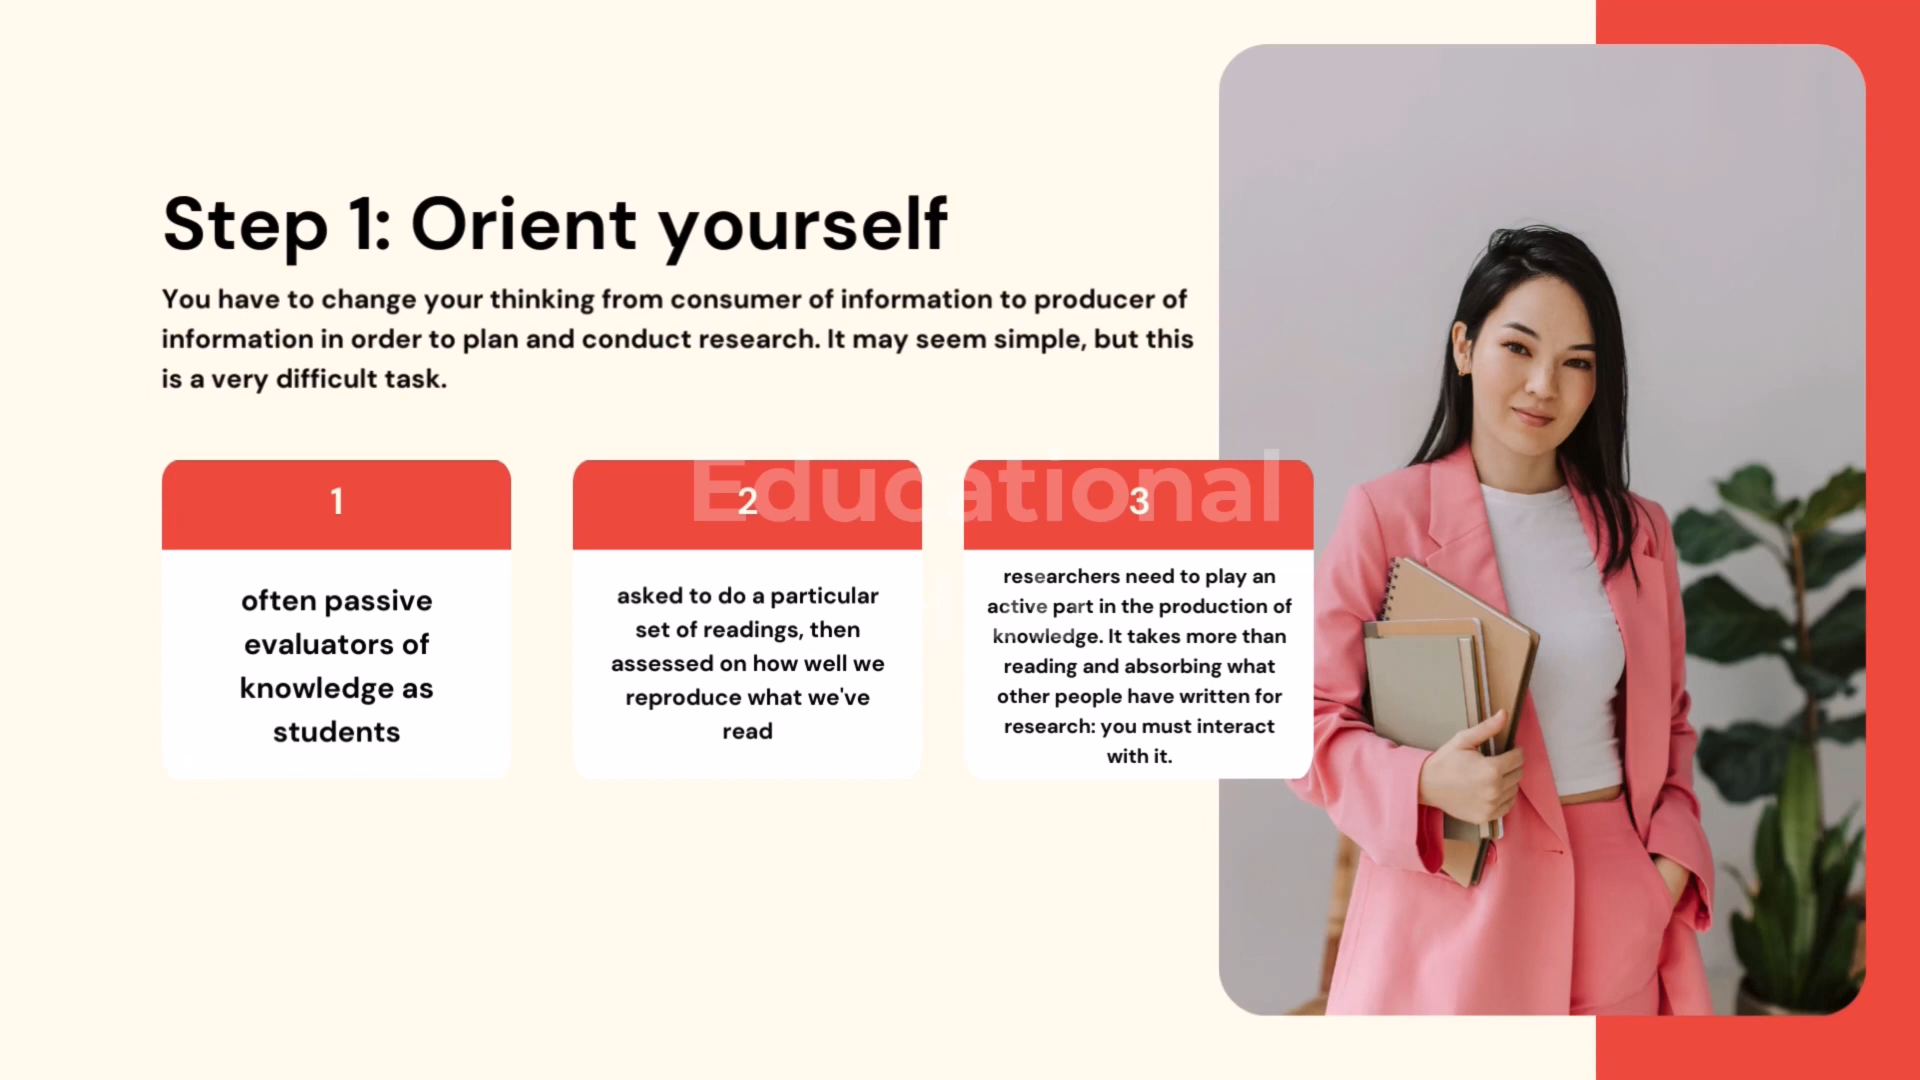 Step 1: Orient yourself
You have to change your thinking from consumer of information to producer of
information in order to plan and conduct research. It may seem simple, but this
is a very difficult task.
1
often passive
evaluators of
knowledge as
students
2
asked to do a particular
set of readings, then
assessed on how well we
reproduce what we've
read
3
researchers need to play an
active part in the production of
knowledge. It takes more than
reading and absorbing what
other people have written for
research: you must interact
with it.
Educational